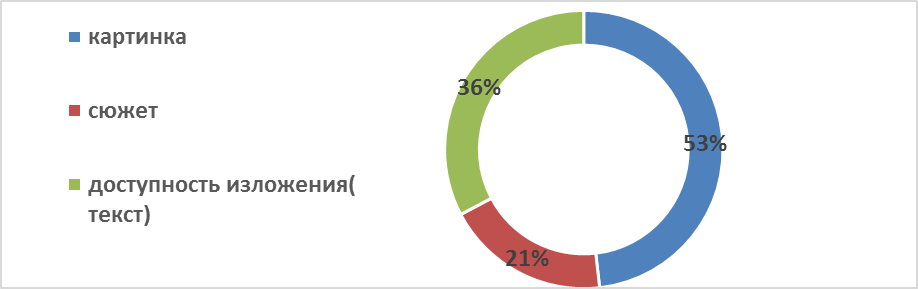 картинка
сюжет
доступность изложения(
текст)
36%
53%
21%